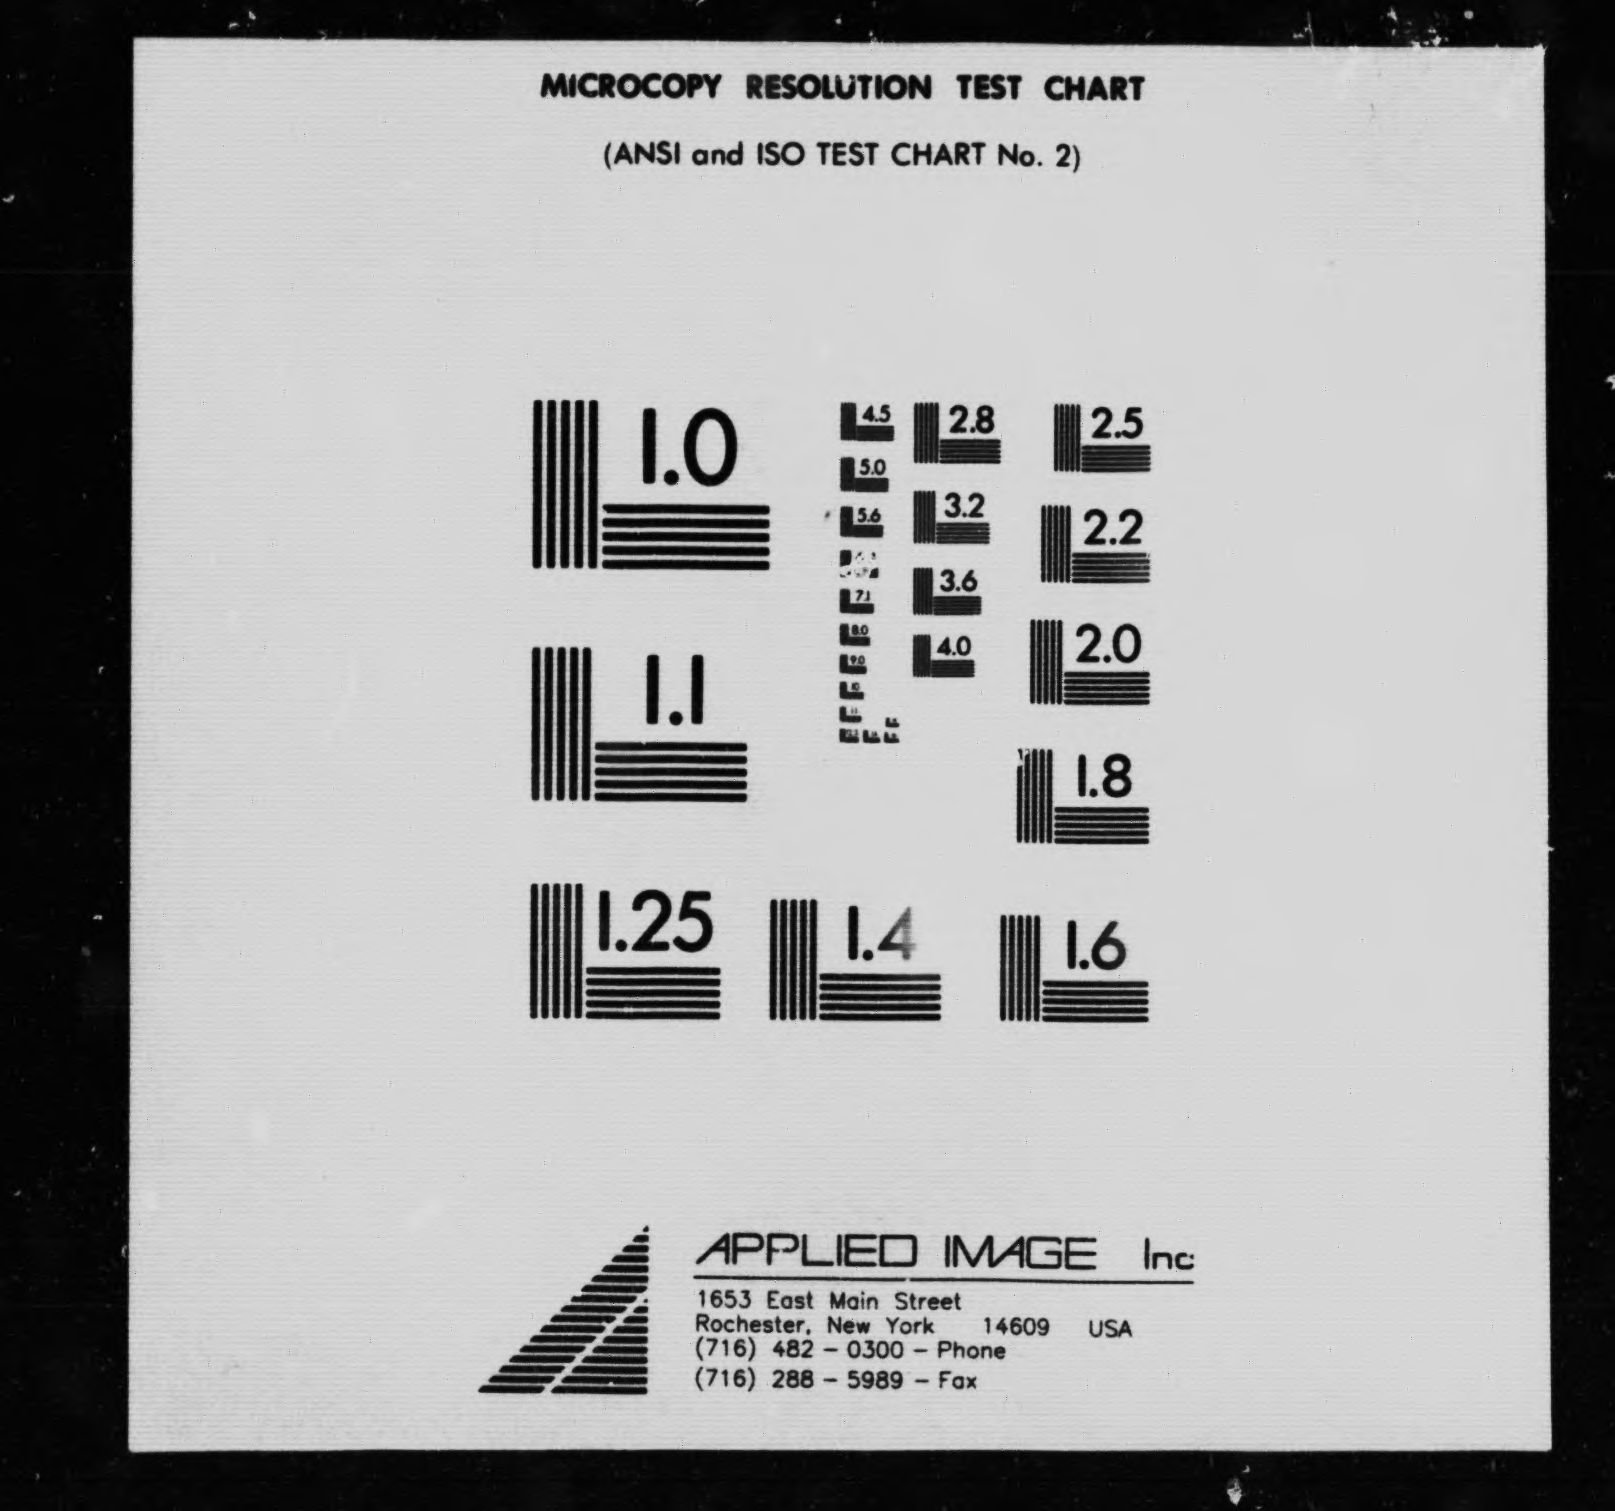 MICROCOPY RESOLUTION TEST CHART
(ANSI and ISO TEST CHART No. 2)
1.0
1.1
1.25
1.4
1.6
1.8
2.0
2.2
2.5
2.8
3.2
3.6
4.0
4.5
5.0
5.6
7.1
8.0
9.0
10
APPLIED IMAGE Inc
1653 East Main Street
Rochester, New York 14609 USA
(716) 482 - 0300 - Phone
(716) 288 - 5989 - Fax